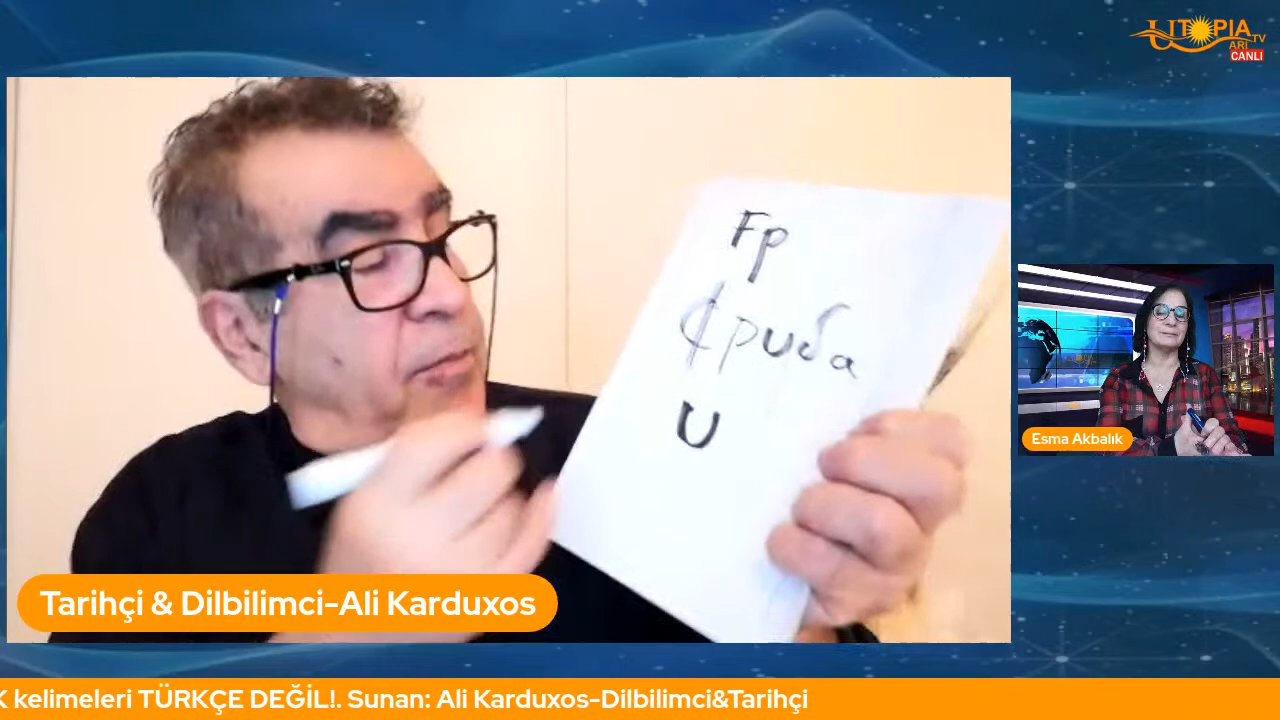 UTOPIA TV
ARI
CANLI
Fp
фриба
U
Esma Akbalık
Tarihçi & Dilbilimci-Ali Karduxos
K kelimeleri TÜRKÇE DEĞİL!. Sunan: Ali Karduxos-Dilbilimci&Tarihçi